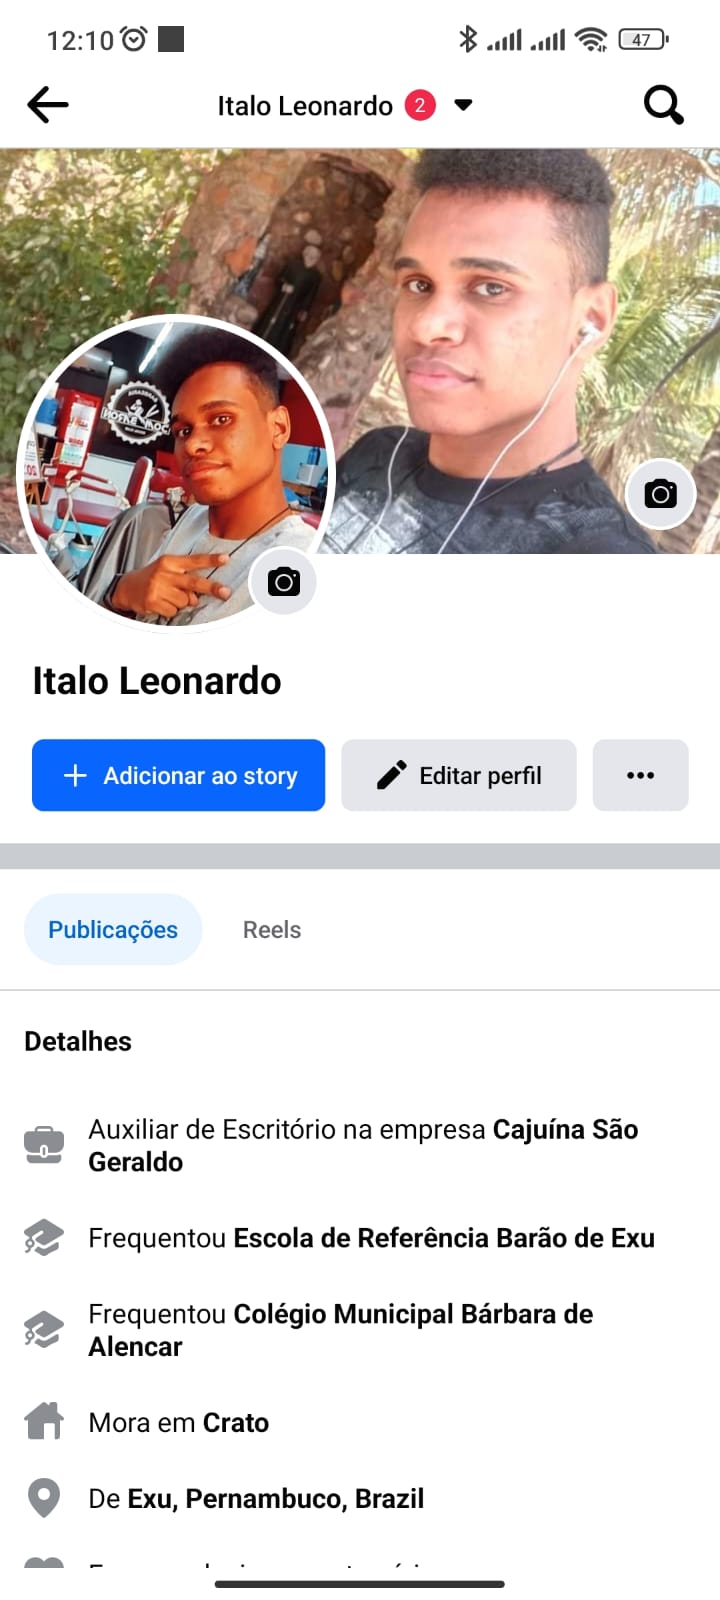 12:10
47
Italo Leonardo 2
Italo Leonardo
Adicionar ao story
Editar perfil
Publicações
Reels
Detalhes
Auxiliar de Escritório na empresa Cajuína São
Geraldo
Frequentou Escola de Referência Barão de Exu
Frequentou Colégio Municipal Bárbara de
Alencar
Mora em Crato
De Exu, Pernambuco, Brazil